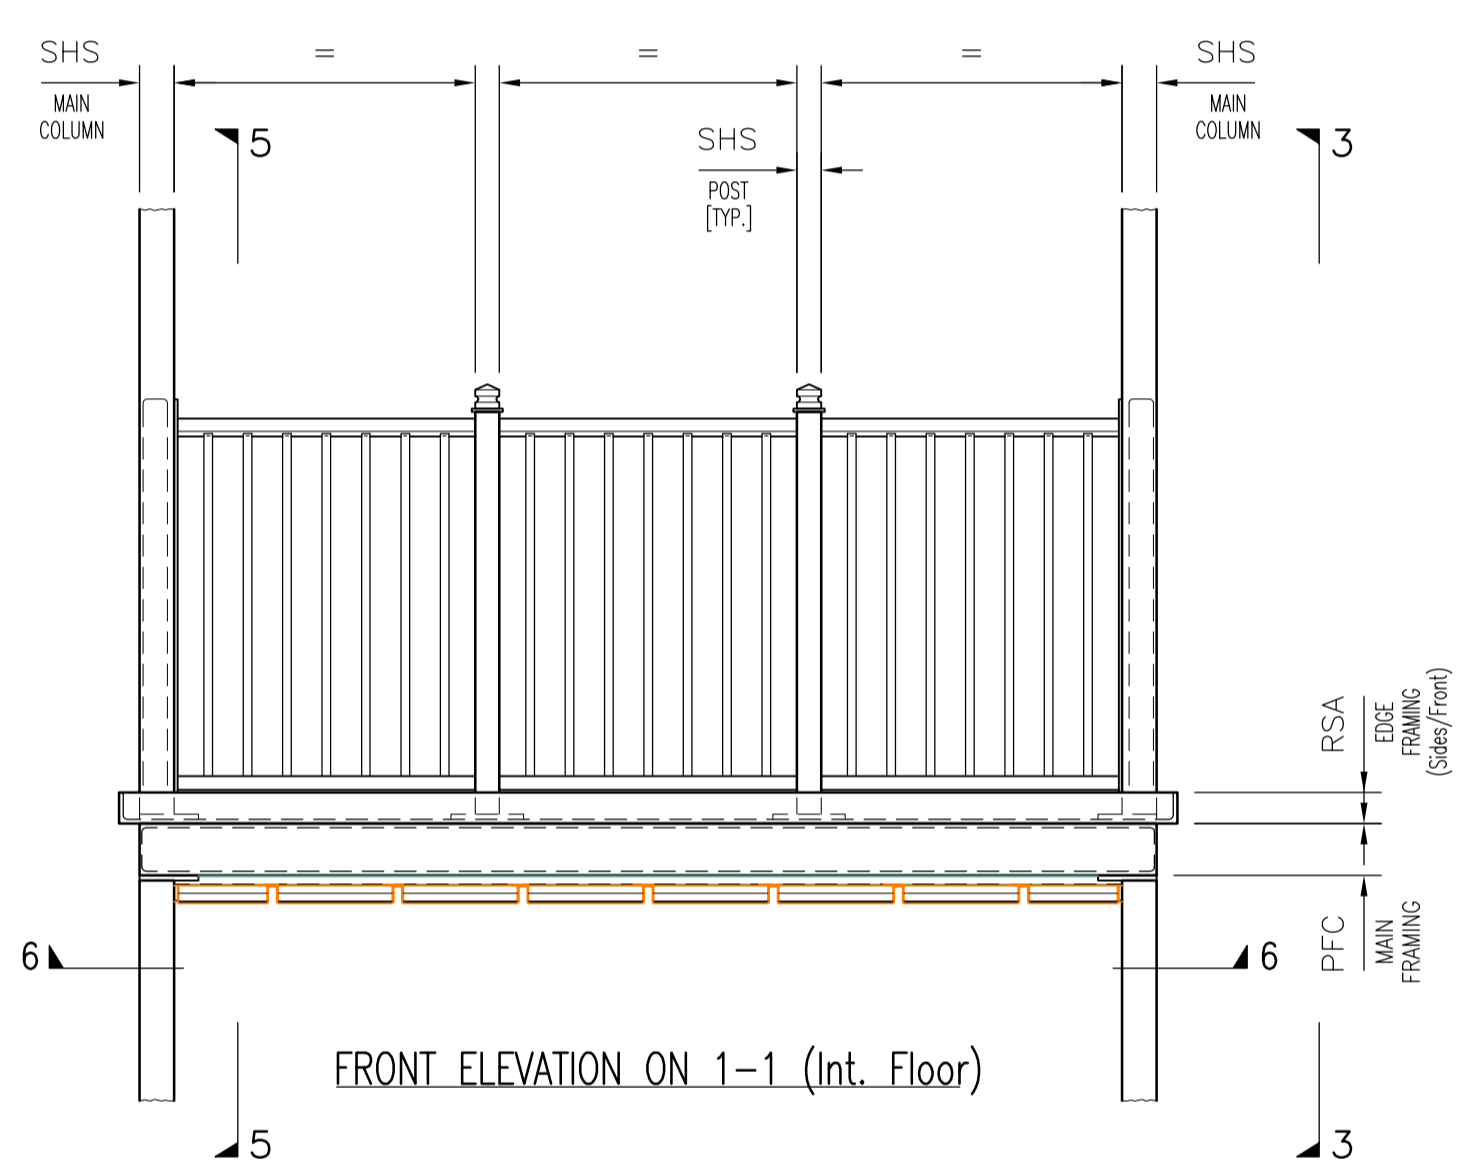 SHS
=
=
=
SHS
MAIN
COLUMN
MAIN
COLUMN
5
SHS
3
POST
[TYP.]
RSA
EDGE
FRAMING
(Sides/Front)
PFC
MAIN
FRAMING
6
6
FRONT ELEVATION ON 1-1 (Int. Floor)
5
3